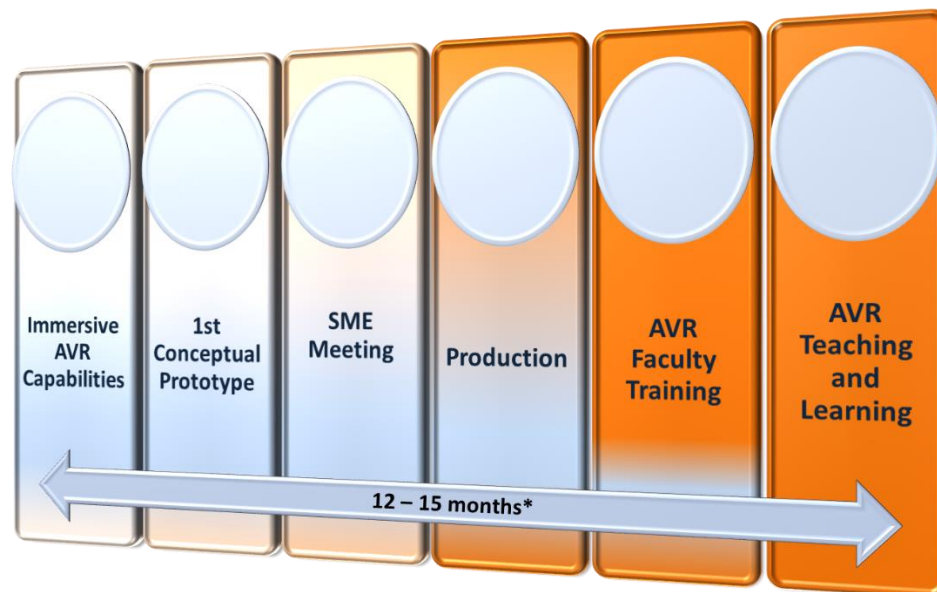 Immersive
AVR
Capabilities
1st
Conceptual
Prototype
SME
Meeting
Production
AVR
Faculty
Training
AVR
Teaching
and
Learning
12 – 15 months*